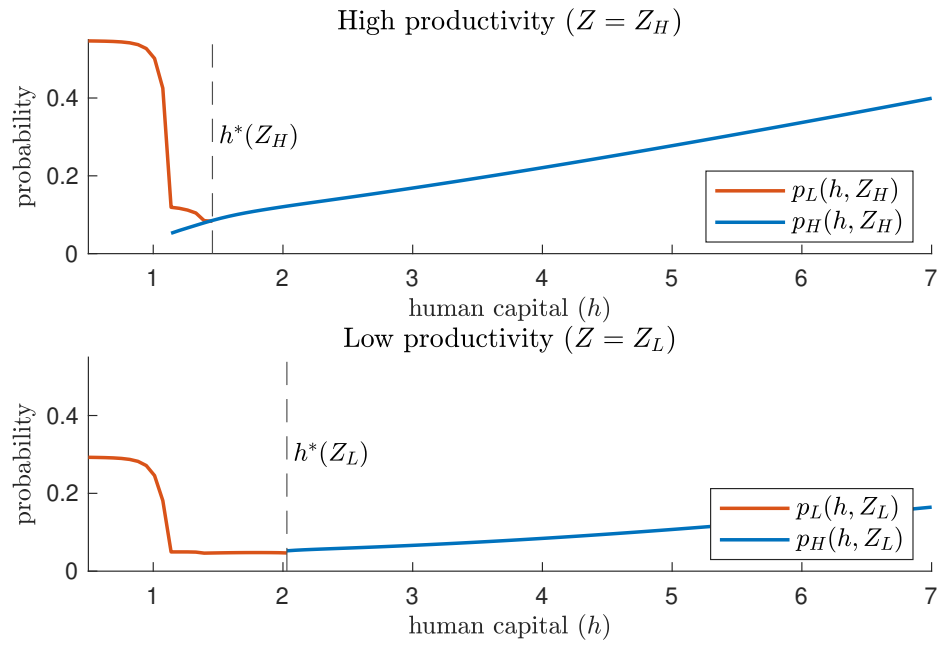 High productivity (Z = Z_H)
probability
0.4
0.2
0
h*(Z_H)
p_L(h, Z_H)
p_H(h, Z_H)
1 2 3 4 5 6 7
human capital (h)
Low productivity (Z = Z_L)
probability
0.4
0.2
0
h*(Z_L)
p_L(h, Z_L)
p_H(h, Z_L)
1 2 3 4 5 6 7
human capital (h)